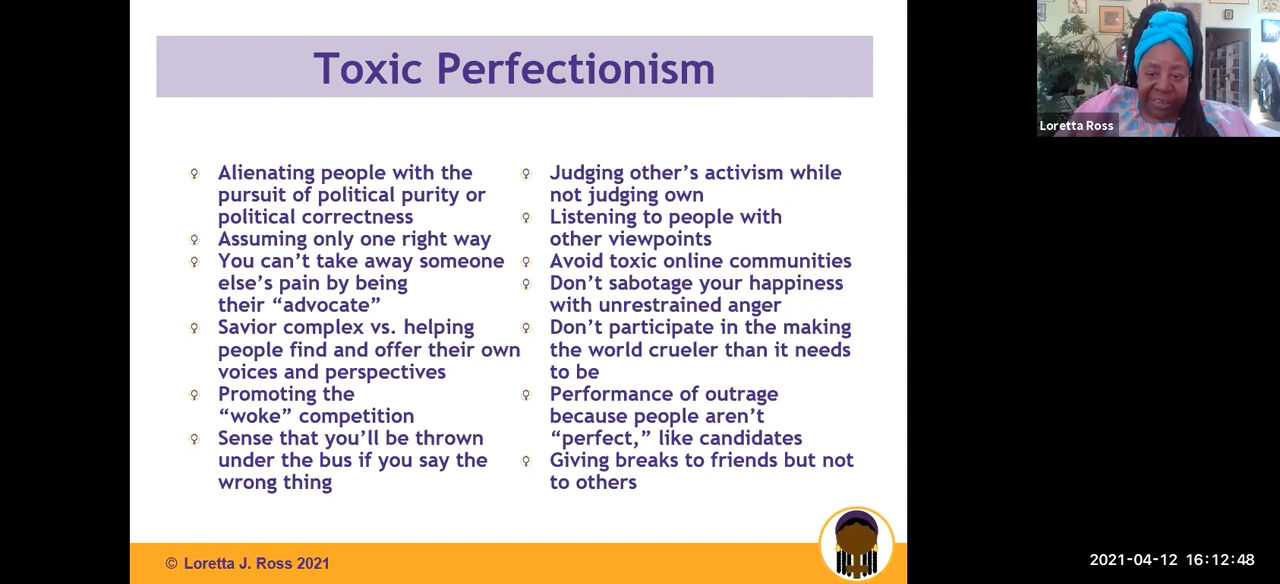 Toxic Perfectionism
Alienating people with the
pursuit of political purity or
political correctness
Assuming only one right way
You can’t take away someone
else’s pain by being
their “advocate”
Savior complex vs. helping
people find and offer their own
voices and perspectives
Promoting the
“woke” competition
Sense that you’ll be thrown
under the bus if you say the
wrong thing
Judging other’s activism while
not judging own
Listening to people with
other viewpoints
Avoid toxic online communities
Don’t sabotage your happiness
with unrestrained anger
Don’t participate in the making
the world crueler than it needs
to be
Performance of outrage
because people aren’t
“perfect,” like candidates
Giving breaks to friends but not
to others
© Loretta J. Ross 2021
Loretta Ross
2021-04-12 16:12:48